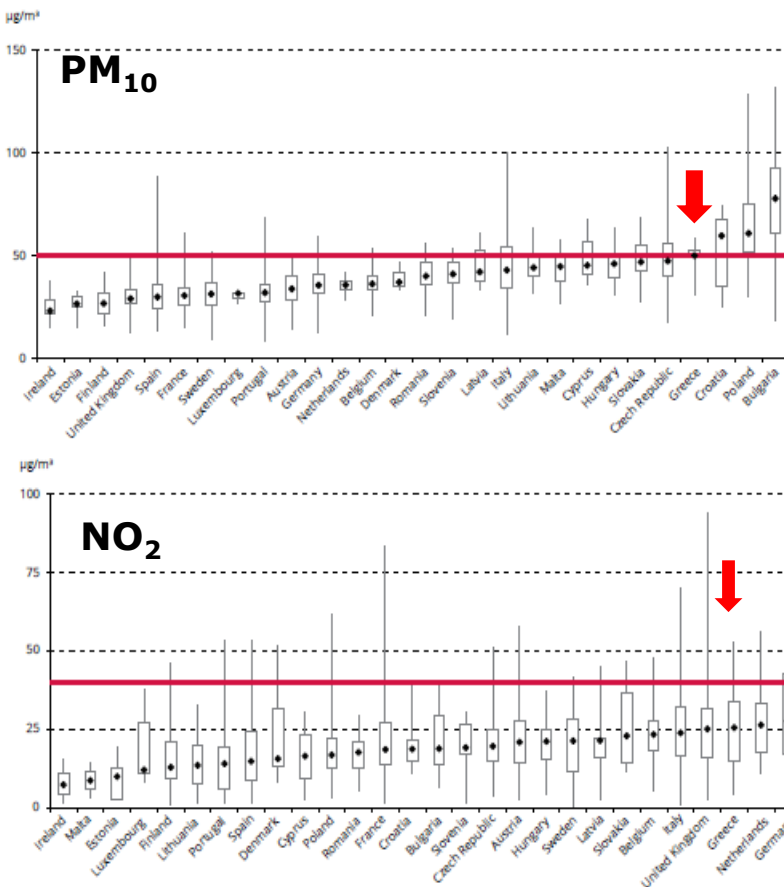 µg/m³
150
PM₁₀
100
50
0
Ireland
Estonia
Finland
United Kingdom
Spain
France
Sweden
Luxembourg
Portugal
Austria
Germany
Netherlands
Belgium
Denmark
Romania
Slovenia
Latvia
Italy
Lithuania
Malta
Cyprus
Hungary
Slovakia
Czech Republic
Greece
Croatia
Poland
Bulgaria
µg/m³
100
NO₂
75
50
25
0
Ireland
Malta
Estonia
Luxembourg
Finland
Lithuania
Portugal
Spain
Denmark
Cyprus
Poland
Romania
France
Croatia
Bulgaria
Slovenia
Czech Republic
Austria
Hungary
Sweden
Latvia
Slovakia
Belgium
Italy
United Kingdom
Greece
Netherlands